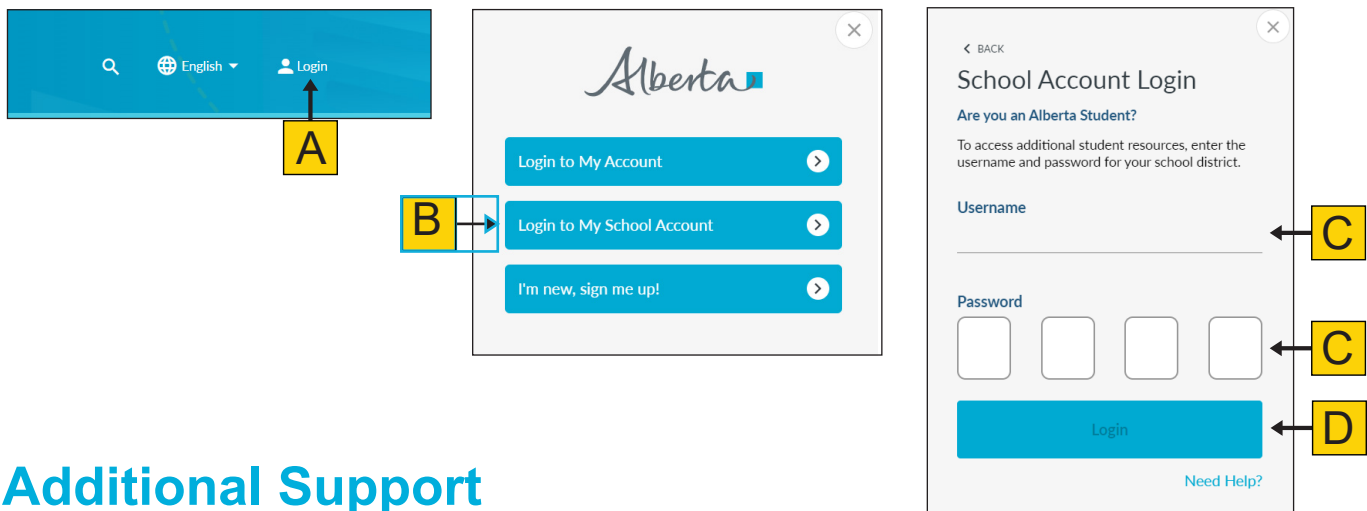 English
Login
A
Alberta
Login to My Account
B
Login to My School Account
I'm new, sign me up!
BACK
School Account Login
Are you an Alberta Student?
To access additional student resources, enter the
username and password for your school district.
Username
C
Password
C
Login
D
Need Help?
Additional Support